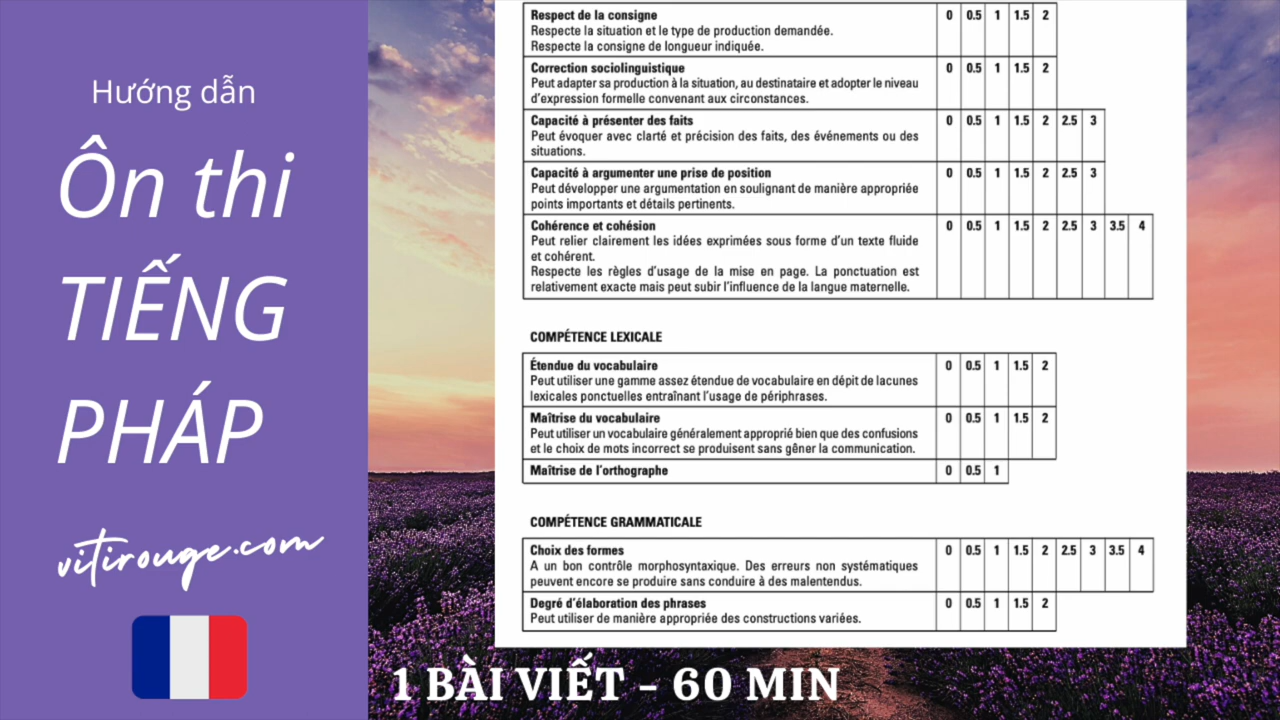 Hướng dẫn
Ôn thi
TIẾNG
PHÁP
vitirouge.com
Respect de la consigne 0 0.5 1 1.5 2
Respecte la situation et le type de production demandée.
Respecte la consigne de longueur indiquée.
Correction sociolinguistique 0 0.5 1 1.5 2
Peut adapter sa production à la situation, au destinataire et adopter le niveau
d'expression formelle convenant aux circonstances.
Capacité à présenter des faits 0 0.5 1 1.5 2 2.5 3
Peut évoquer avec clarté et précision des faits, des événements ou des
situations.
Capacité à argumenter une prise de position 0 0.5 1 1.5 2 2.5 3
Peut développer une argumentation en soulignant de manière appropriée
points importants et détails pertinents.
Cohérence et cohésion 0 0.5 1 1.5 2 2.5 3 3.5 4
Peut relier clairement les idées exprimées sous forme d'un texte fluide
et cohérent.
Respecte les règles d'usage de la mise en page. La ponctuation est
relativement exacte mais peut subir l'influence de la langue maternelle.
COMPÉTENCE LEXICALE
Étendue du vocabulaire 0 0.5 1 1.5 2
Peut utiliser une gamme assez étendue de vocabulaire en dépit de lacunes
lexicales ponctuelles entraînant l'usage de périphrases.
Maîtrise du vocabulaire 0 0.5 1 1.5 2
Peut utiliser un vocabulaire généralement approprié bien que des confusions
et le choix de mots incorrect se produisent sans gêner la communication.
Maîtrise de l'orthographe 0 0.5 1
COMPÉTENCE GRAMMATICALE
Choix des formes 0 0.5 1 1.5 2 2.5 3 3.5 4
A un bon contrôle morphosyntaxique. Des erreurs non systématiques
peuvent encore se produire sans conduire à des malentendus.
Degré d'élaboration des phrases 0 0.5 1 1.5 2
Peut utiliser de manière appropriée des constructions variées.
1 BÀI VIẾT - 60 MIN